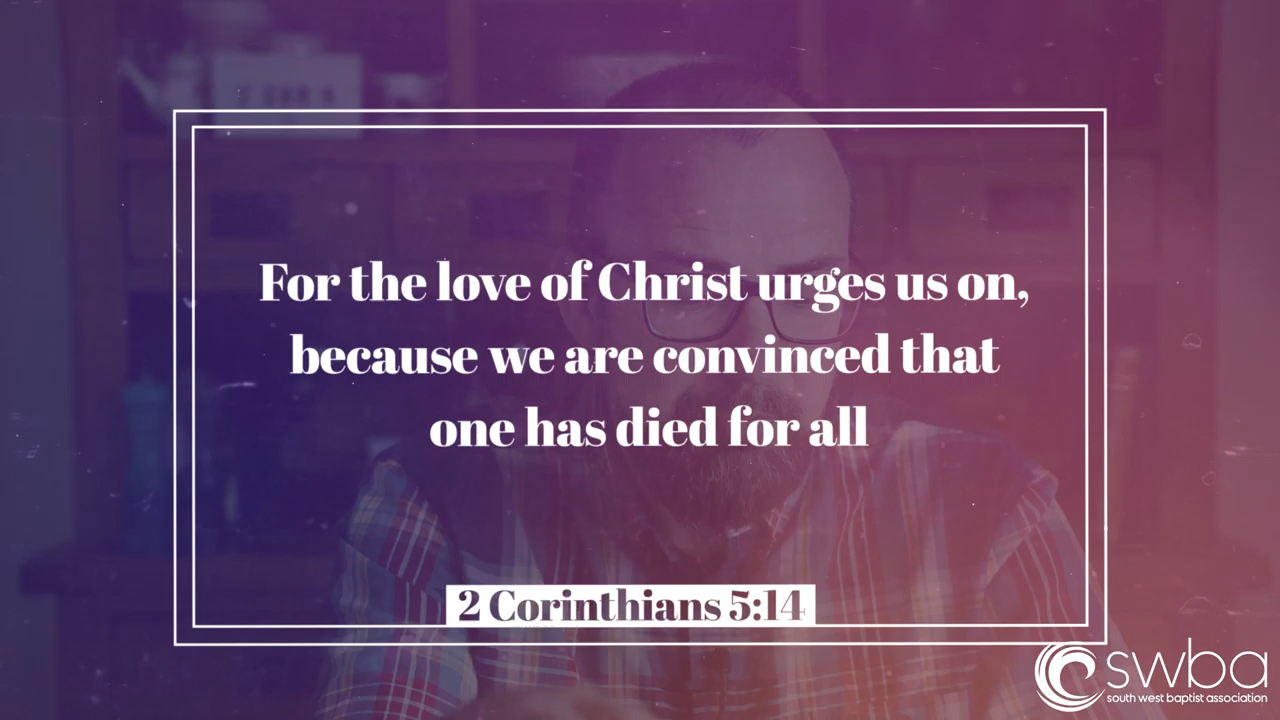 For the love of Christ urges us on,
because we are convinced that
one has died for all
2 Corinthians 5:14
swba
south west baptist association